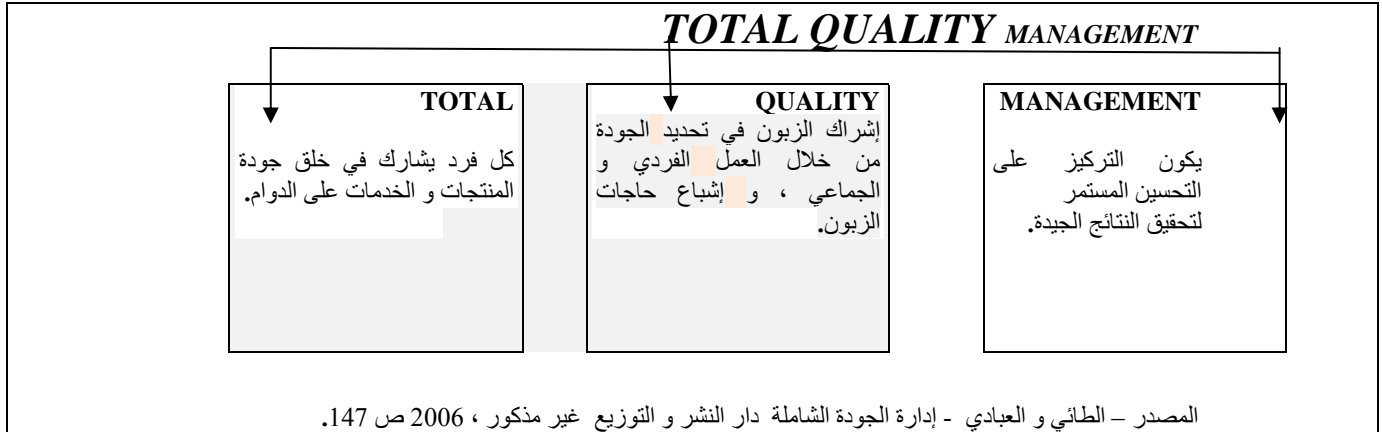 TOTAL QUALITY MANAGEMENT
MANAGEMENT
يكون التركيز على
التحسين المستمر
لتحقيق النتائج الجيدة.
QUALITY
إشراك الزبون في تحديد الجودة
من خلال العمل الفردي و
الجماعي ، و إشباع حاجات
الزبون.
TOTAL
كل فرد يشارك في خلق جودة
المنتجات و الخدمات على الدوام.
المصدر – الطائي و العبادي - إدارة الجودة الشاملة دار النشر و التوزيع غير مذكور ، 2006 ص 147.